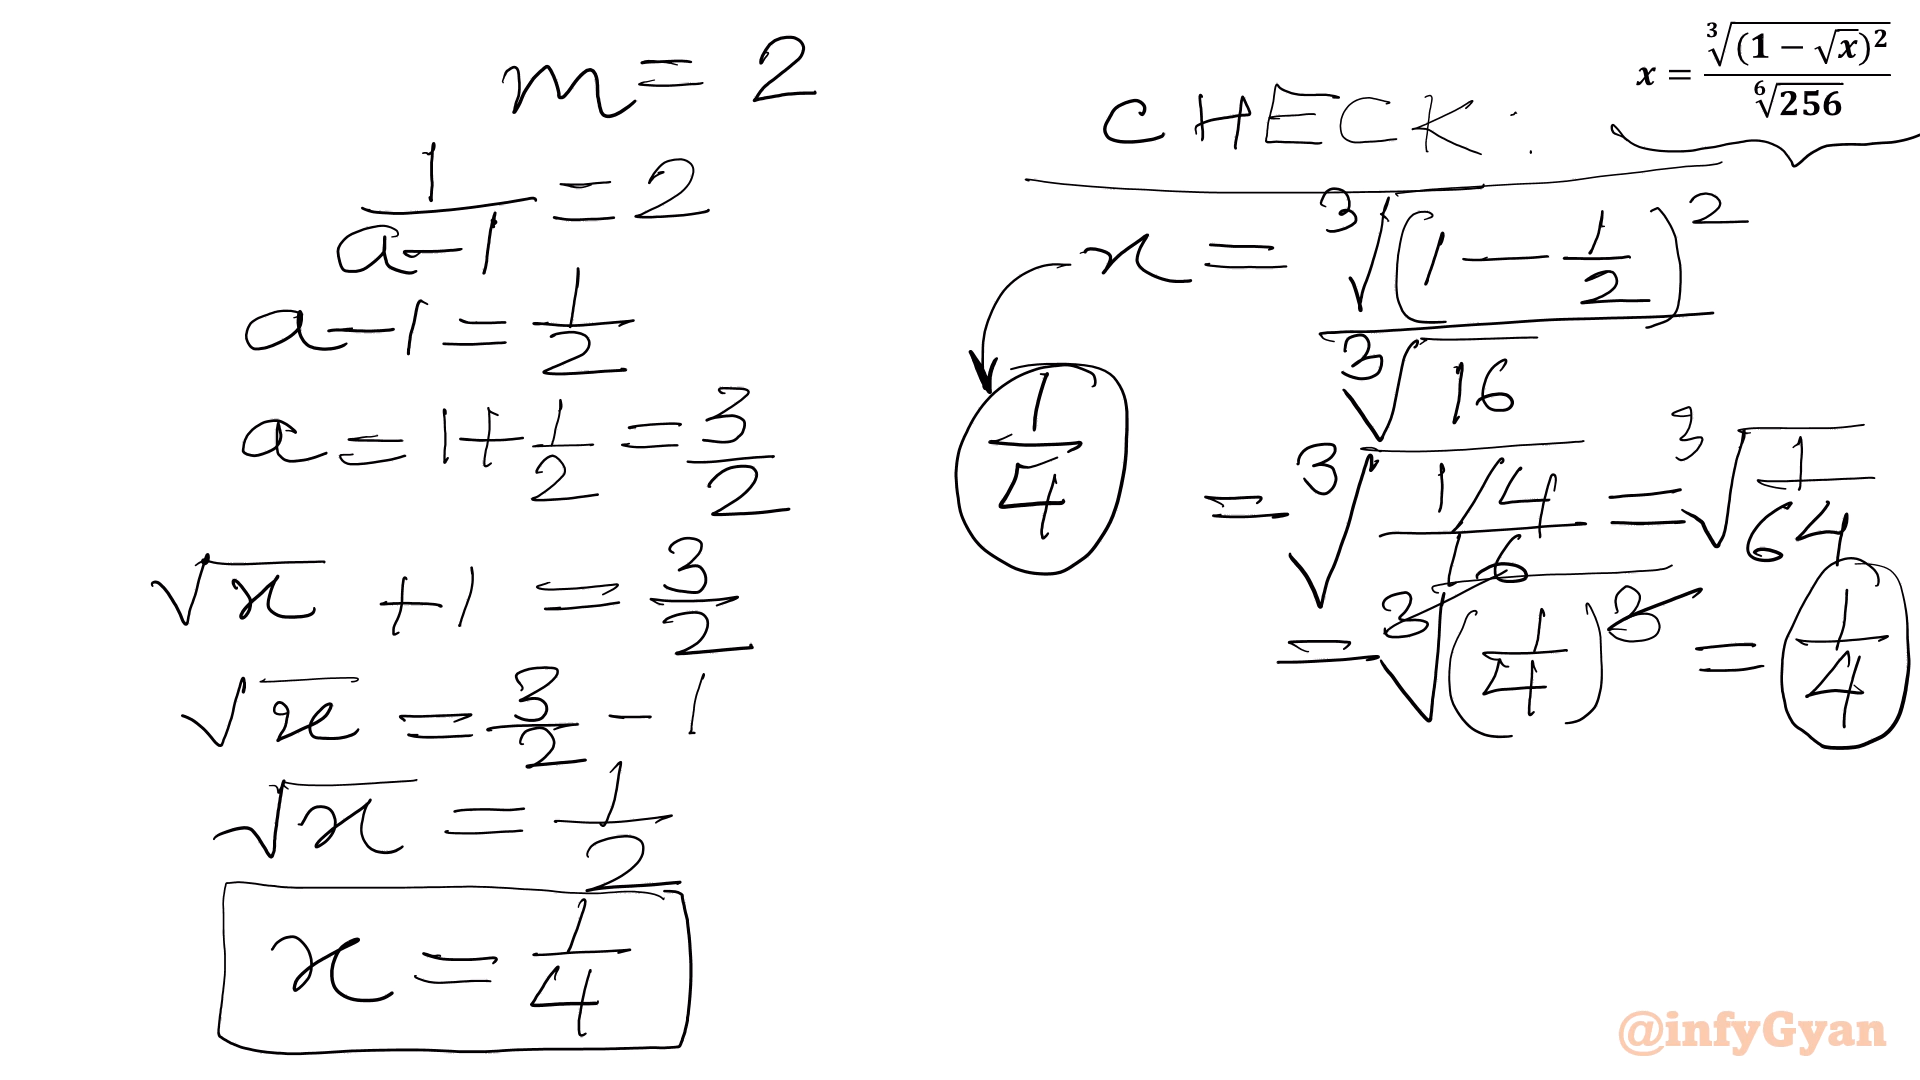 m = 2
1/(a-1) = 2
a-1 = 1/2
a = 1+1/2 = 3/2
√x + 1 = 3/2
√x = 3/2 - 1
√x = 1/2
x = 1/4
x = ∛((1 - √x)²) / ⁶√256
CHECK :
x = ∛((1 - 1/2)²) / ∛16
1/4
= ∛((1/4)/16) = ∛(1/64)
= ∛((1/4)³) = 1/4
@infyGyan